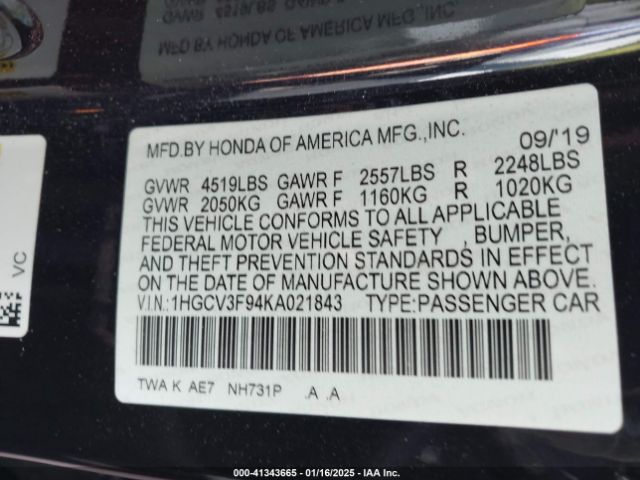 MFD.BY HONDA OF AMERICA MFG.,INC. 09/'19
GVWR 4519LBS GAWR F 2557LBS R 2248LBS
GVWR 2050KG GAWR F 1160KG R 1020KG
THIS VEHICLE CONFORMS TO ALL APPLICABLE
FEDERAL MOTOR VEHICLE SAFETY , BUMPER,
AND THEFT PREVENTION STANDARDS IN EFFECT
ON THE DATE OF MANUFACTURE SHOWN ABOVE.
VIN:1HGCV3F94KA021843 TYPE:PASSENGER CAR
TWA K AE7 NH731P .A .A
VC
000-41343665 - 01/16/2025 - IAA Inc.